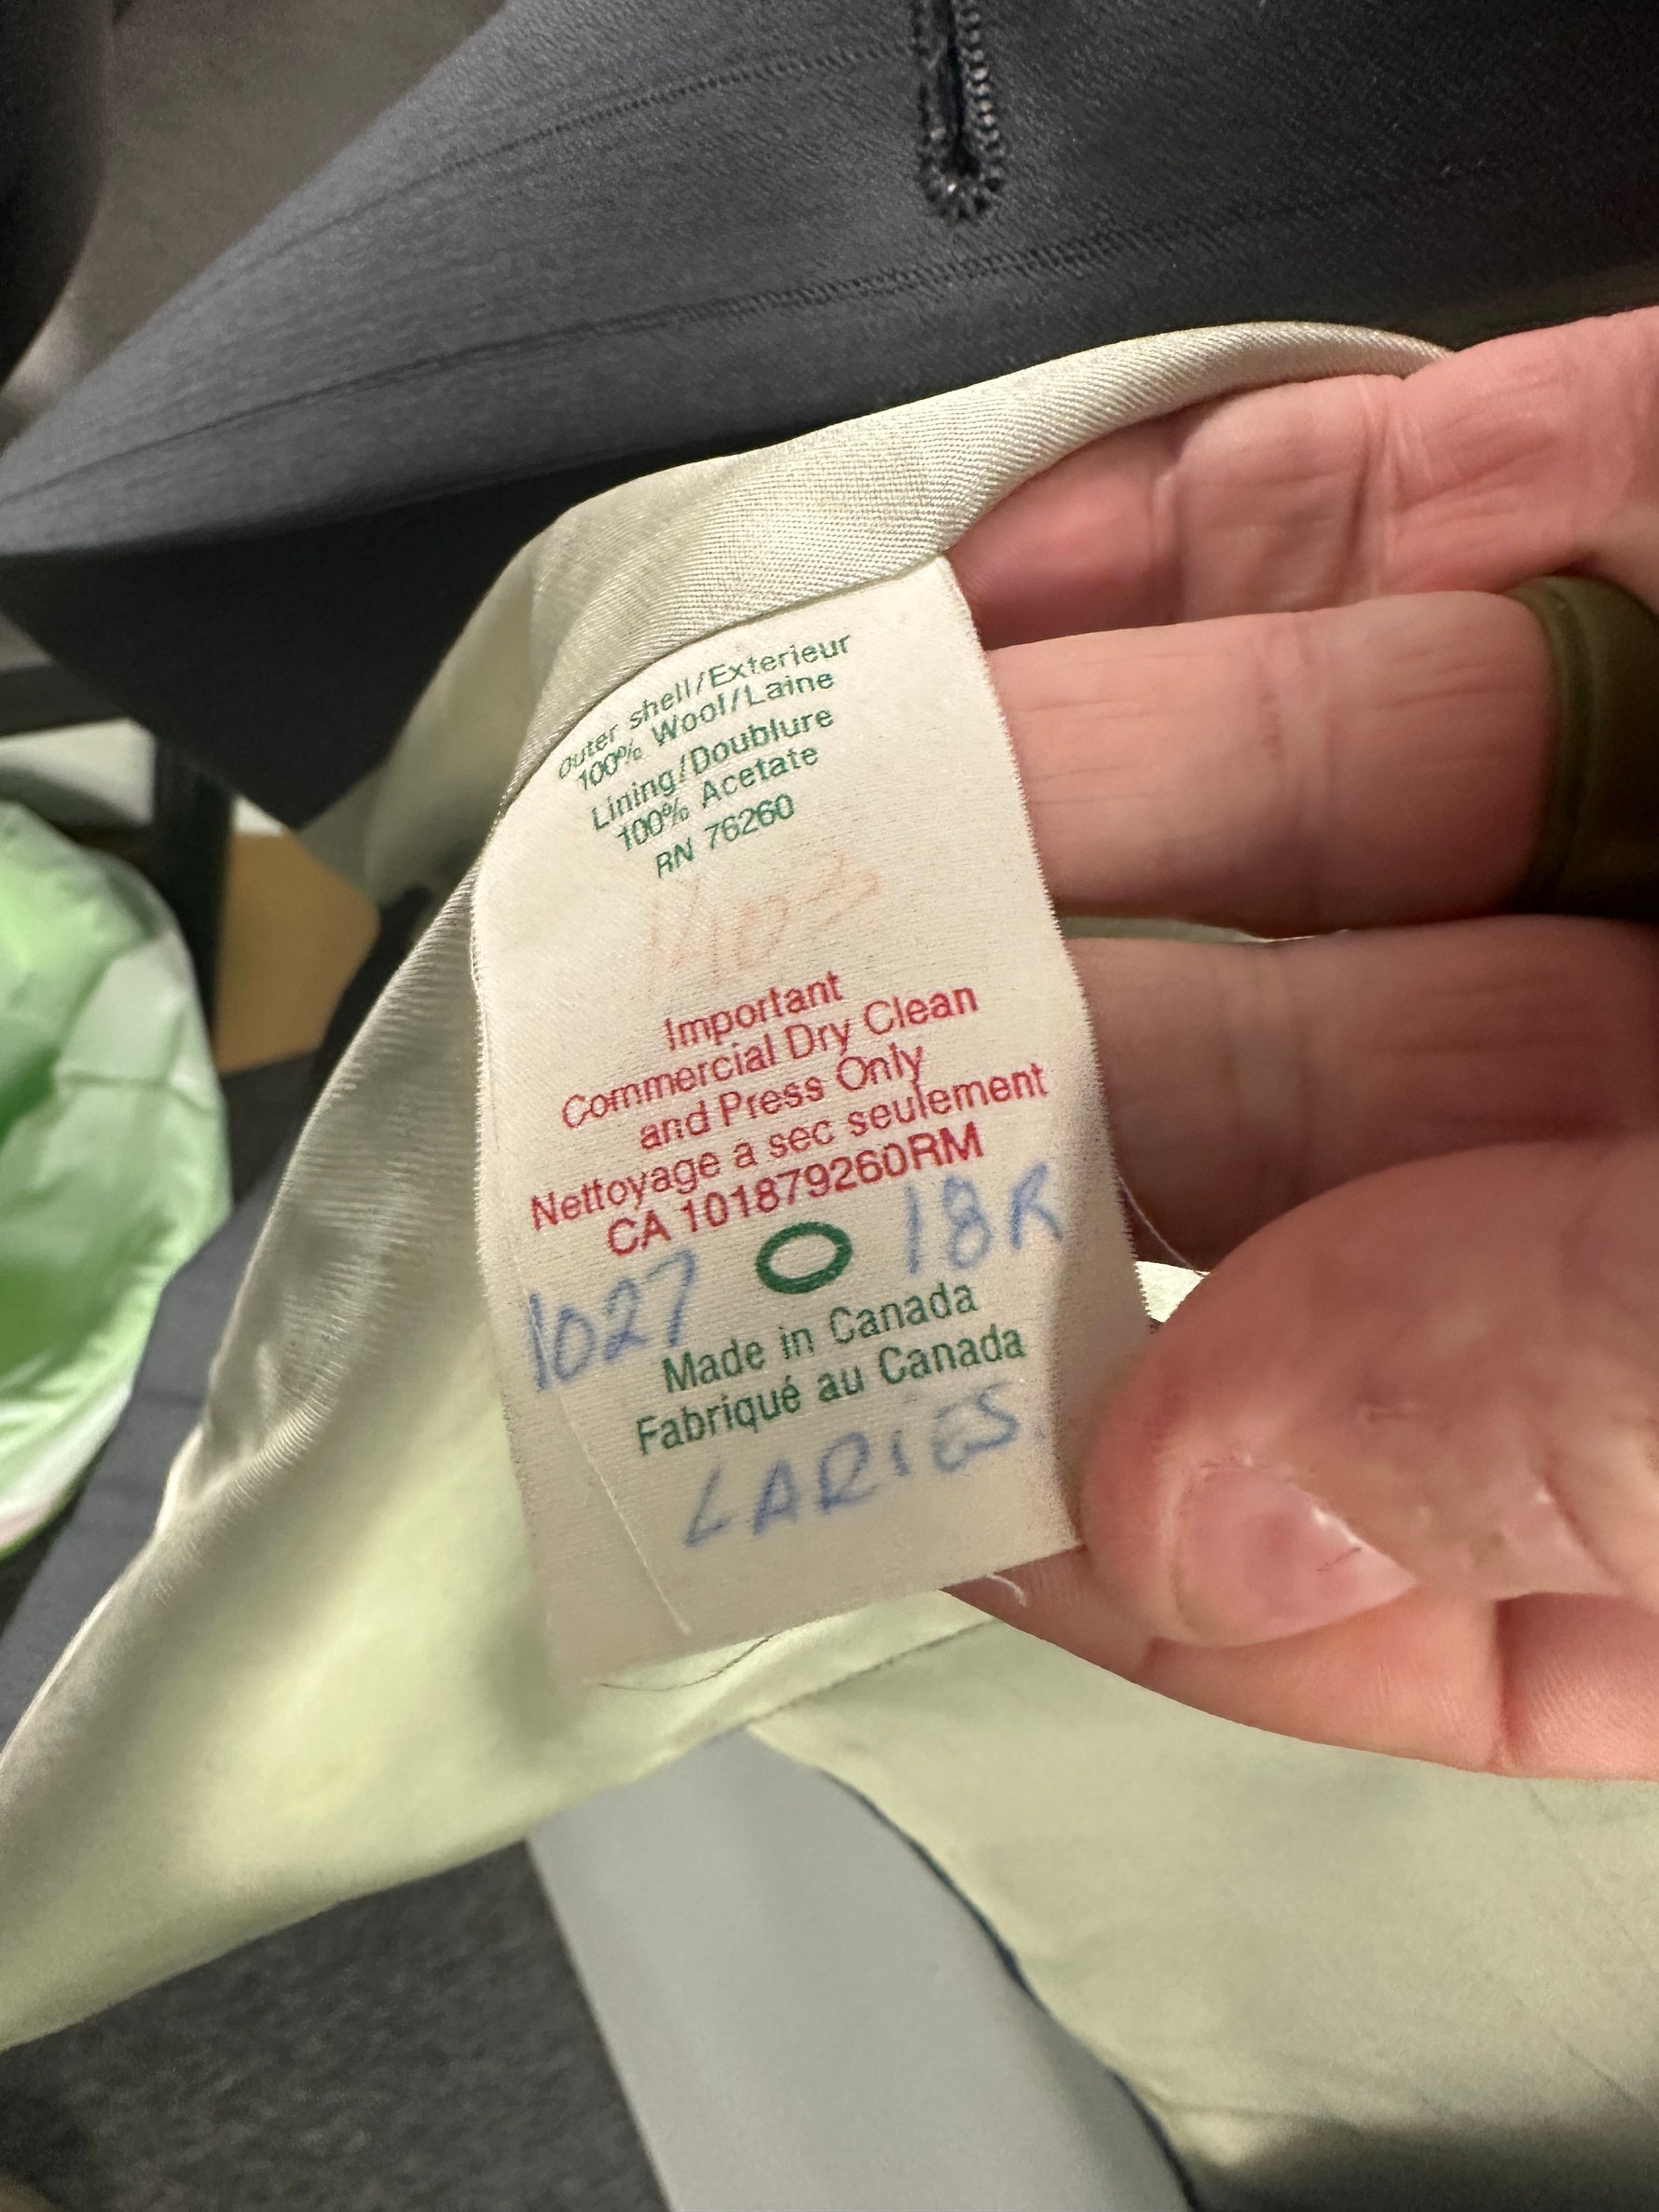 outer shell/Exterieur
100% Wool/Laine
Lining/Doublure
100% Acetate
RN 76260
1403
Important
Commercial Dry Clean
and Press Only
Nettoyage a sec seulement
CA 101879260RM
1027 18R
Made in Canada
Fabriqué au Canada
LARIES